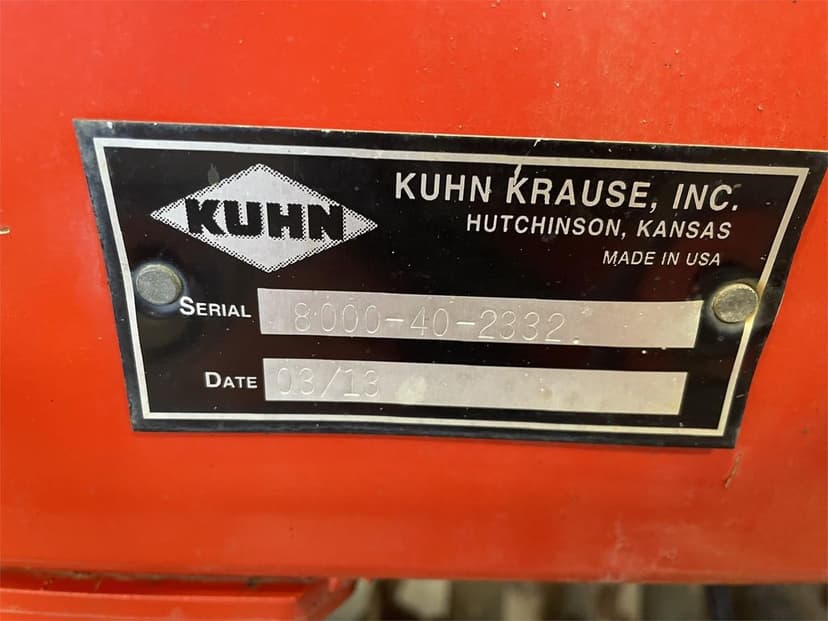 KUHN
KUHN KRAUSE, INC.
HUTCHINSON, KANSAS
MADE IN USA
SERIAL 8000-40-2332
DATE 03/13